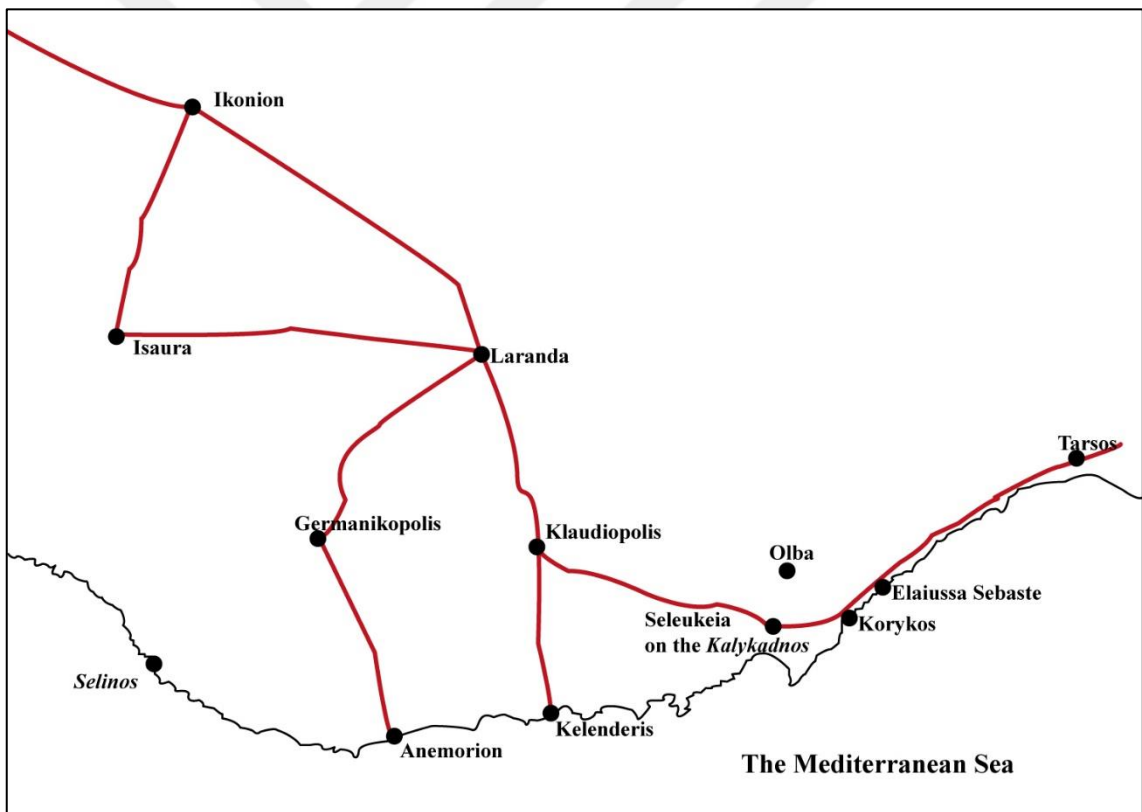 Ikonion
Isaura
Laranda
Tarsos
Germanikopolis
Klaudiopolis
Olba
Elaiussa Sebaste
Seleukeia
on the Kalykadnos
Korykos
Selinos
Kelenderis
Anemorion
The Mediterranean Sea